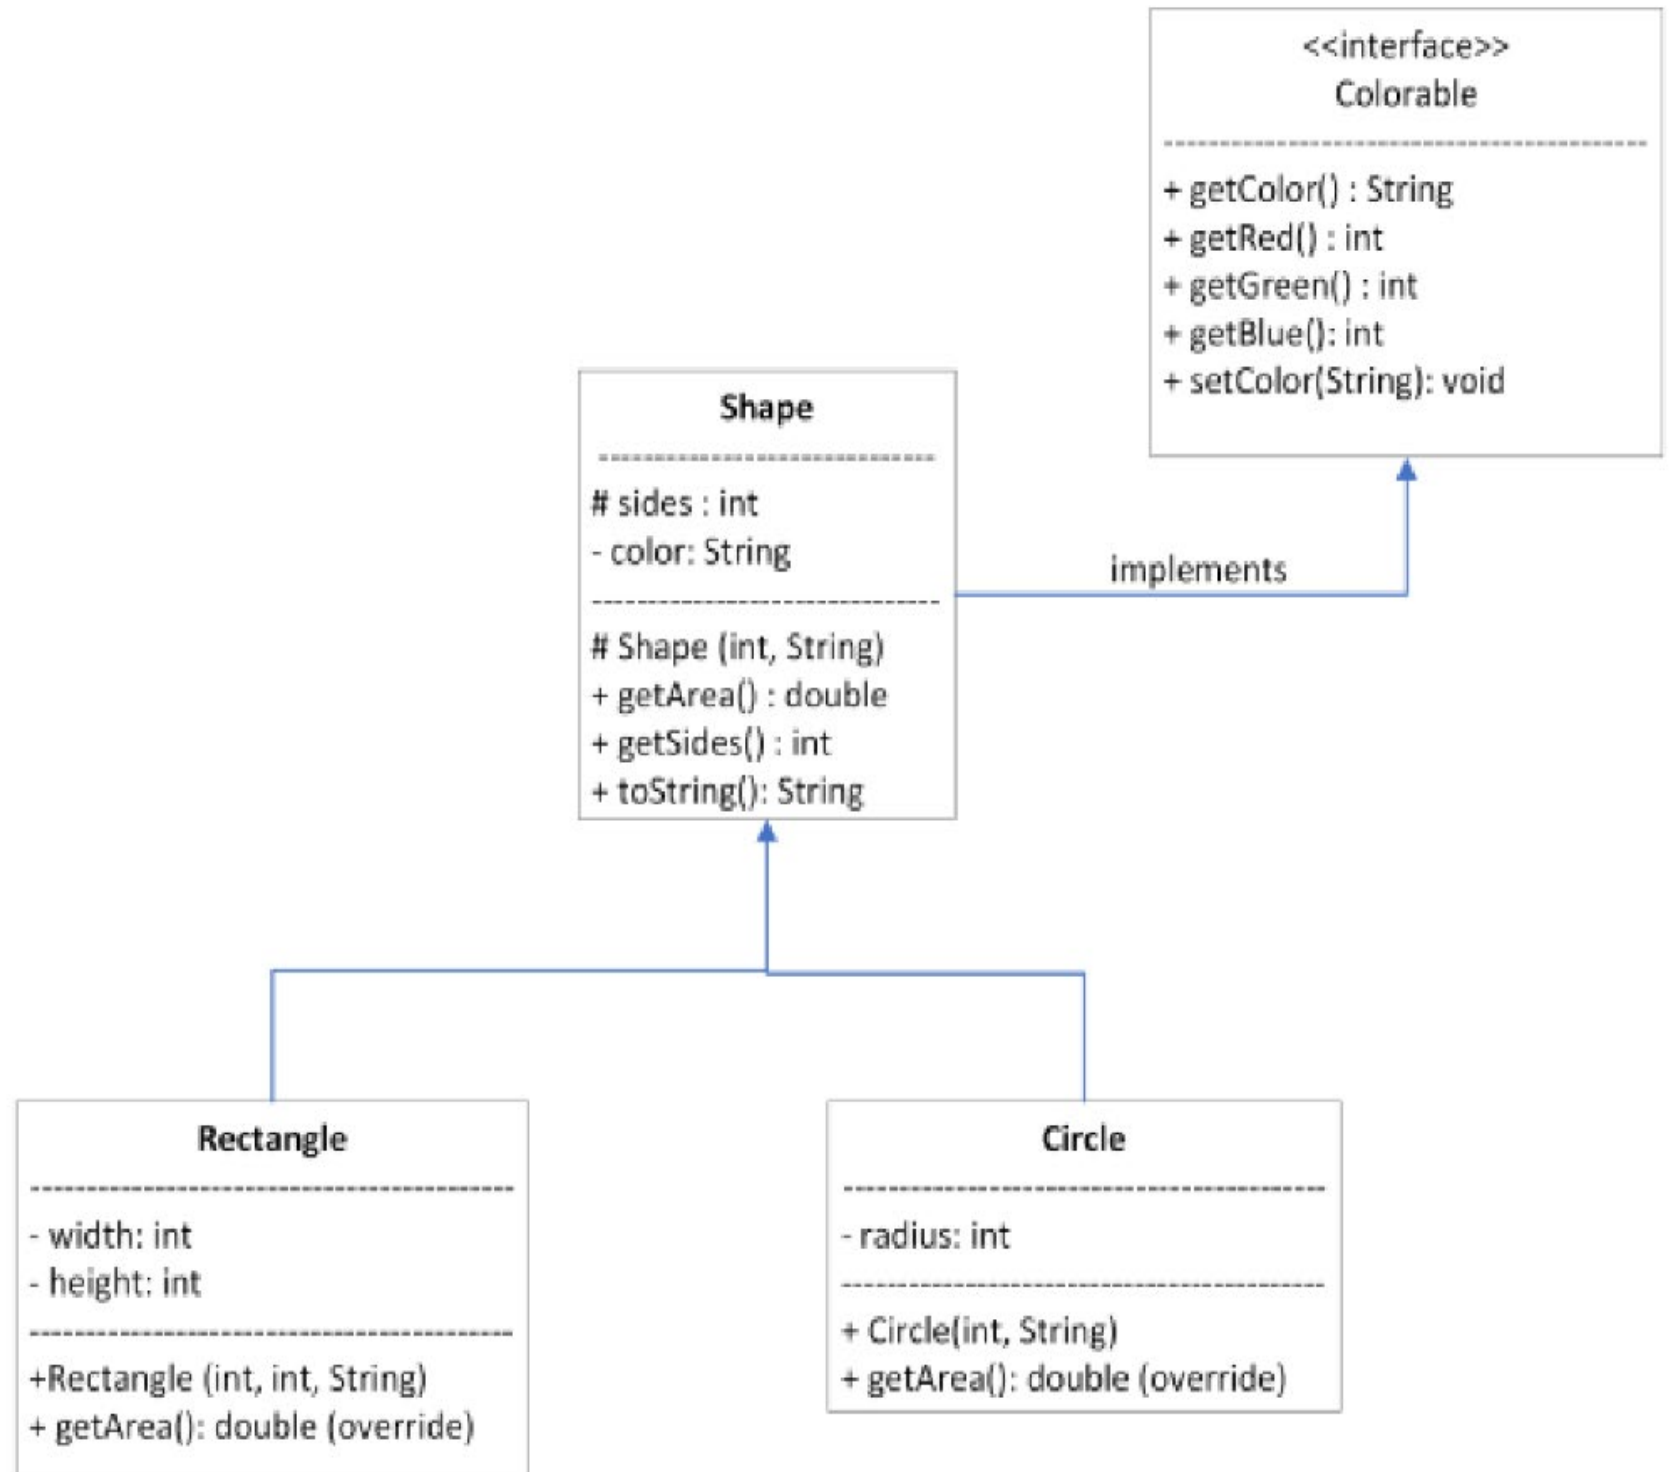 <<interface>>
Colorable
----------------------------------------------
+ getColor() : String
+ getRed() : int
+ getGreen() : int
+ getBlue(): int
+ setColor(String): void
Shape
--------------------------------
# sides : int
- color: String
---------------------------------
# Shape (int, String)
+ getArea() : double
+ getSides() : int
+ toString(): String
implements
Rectangle
----------------------------------------------
- width: int
- height: int
----------------------------------------------
+Rectangle (int, int, String)
+ getArea(): double (override)
Circle
----------------------------------------------
- radius: int
----------------------------------------------
+ Circle(int, String)
+ getArea(): double (override)